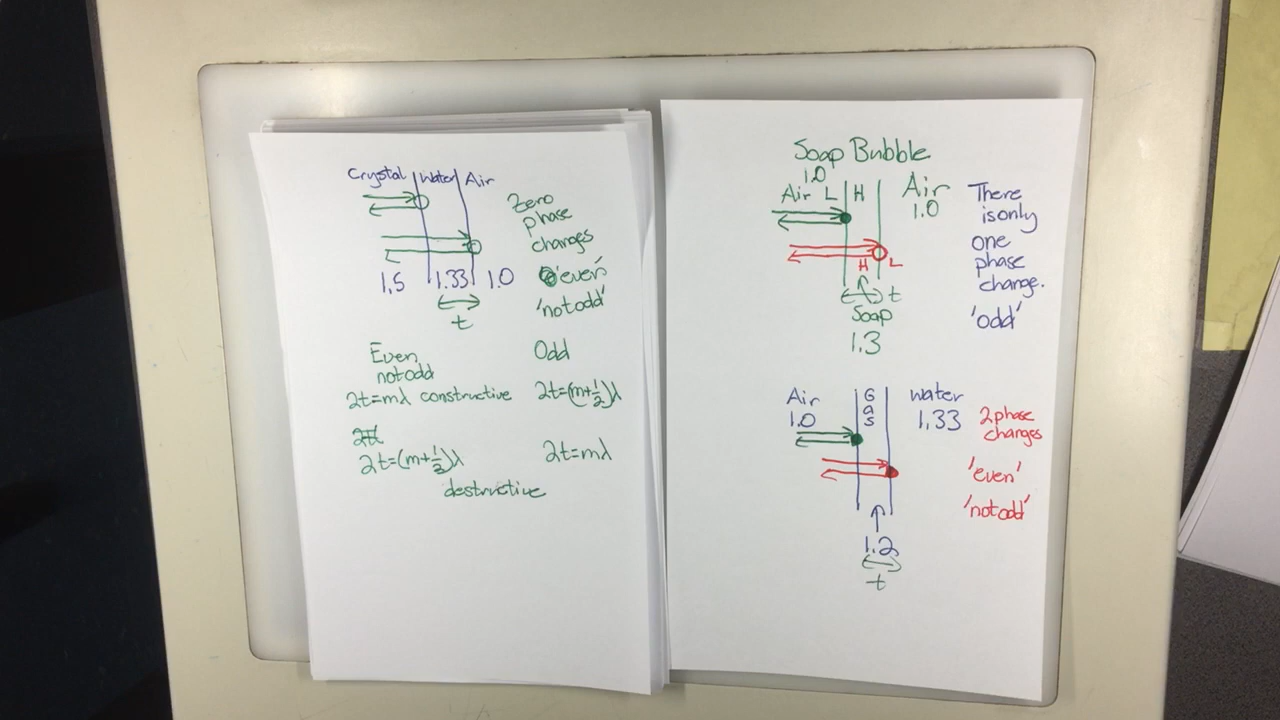 Crystal Water Air
Zero
phase
changes
'even'
'not odd'
1.5 1.33 1.0
t
Even,
not odd
Odd
2t=mλ constructive 2t=(m+1/2)λ
2t=(m+1/2)λ 2t=mλ
destructive
Soap Bubble
1.0
Air L H Air
1.0
H L
t
Soap
1.3
There
is only
one
phase
change.
'odd'
Air
1.0
Gas
water
1.33
2 phase
changes
'even'
'not odd'
1.2
t